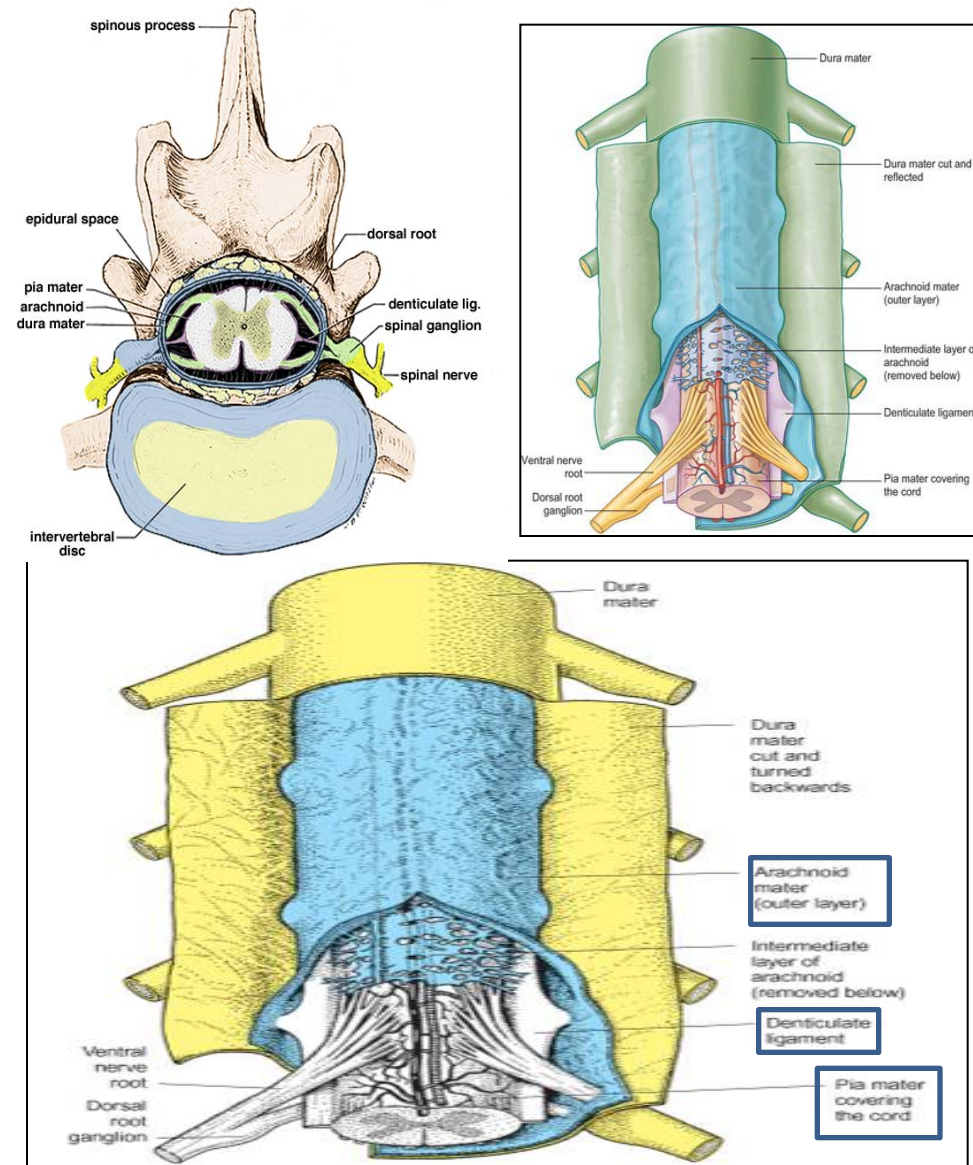 spinous process
epidural space
dorsal root
pia mater
arachnoid
dura mater
denticulate lig.
spinal ganglion
spinal nerve
intervertebral
disc
Dura mater
Dura mater cut and
reflected
Arachnoid mater
(outer layer)
Intermediate layer of
arachnoid
(removed below)
Denticulate ligament
Ventral nerve
root
Dorsal root
ganglion
Pia mater covering
the cord
Dura
mater
Dura
mater
cut and
turned
backwards
Arachnoid
mater
(outer layer)
Intermediate
layer of
arachnoid
(removed below)
Denticulate
ligament
Ventral
nerve
root
Dorsal
root
ganglion
Pia mater
covering
the cord